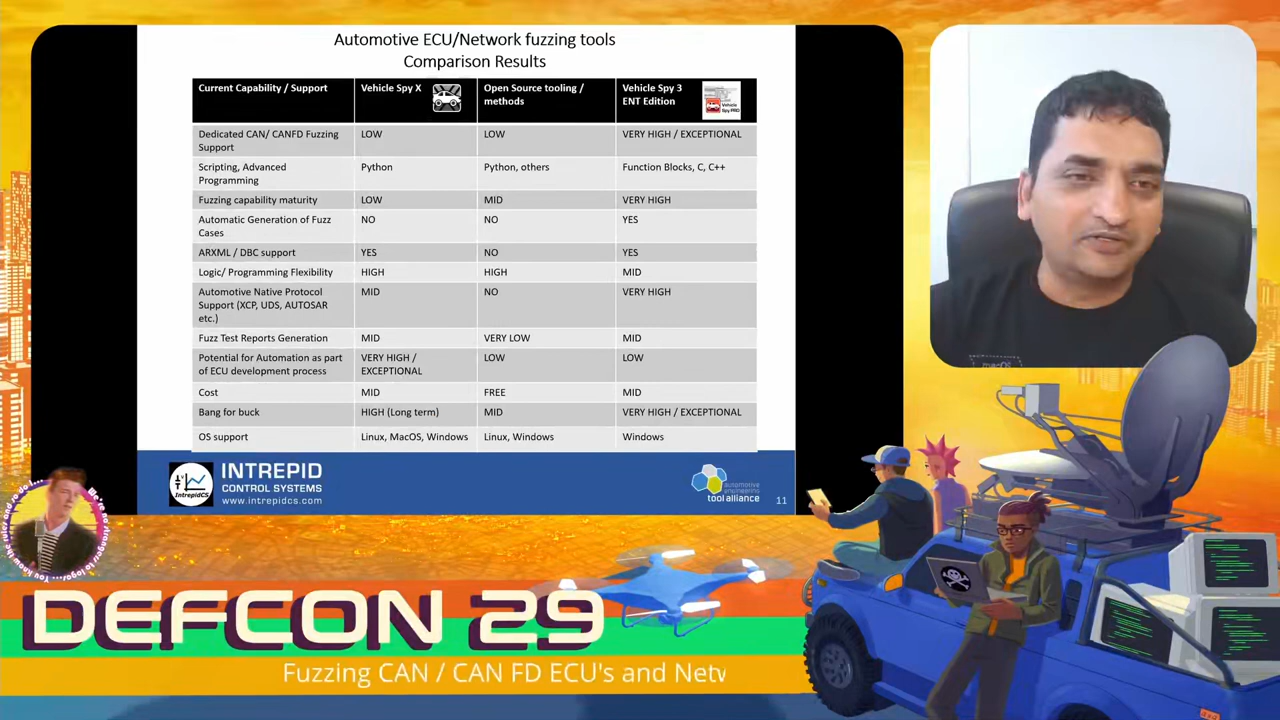 Automotive ECU/Network fuzzing tools
Comparison Results
Current Capability / Support
Vehicle Spy X
Open Source tooling /
methods
Vehicle Spy 3
ENT Edition
Dedicated CAN/ CANFD Fuzzing
Support
LOW
LOW
VERY HIGH / EXCEPTIONAL
Scripting, Advanced
Programming
Python
Python, others
Function Blocks, C, C++
Fuzzing capability maturity
LOW
MID
VERY HIGH
Automatic Generation of Fuzz
Cases
NO
NO
YES
ARXML / DBC support
YES
NO
YES
Logic/ Programming Flexibility
HIGH
HIGH
MID
Automotive Native Protocol
Support (XCP, UDS, AUTOSAR
etc.)
MID
NO
VERY HIGH
Fuzz Test Reports Generation
MID
VERY LOW
MID
Potential for Automation as part
of ECU development process
VERY HIGH /
EXCEPTIONAL
LOW
LOW
Cost
MID
FREE
MID
Bang for buck
HIGH (Long term)
MID
VERY HIGH / EXCEPTIONAL
OS support
Linux, MacOS, Windows
Linux, Windows
Windows
IntrepidCS
INTREPID
CONTROL SYSTEMS
www.intrepidcs.com
automotive
engineering
tool alliance
11
DEFCON 29
Fuzzing CAN / CAN FD ECU's and Netw